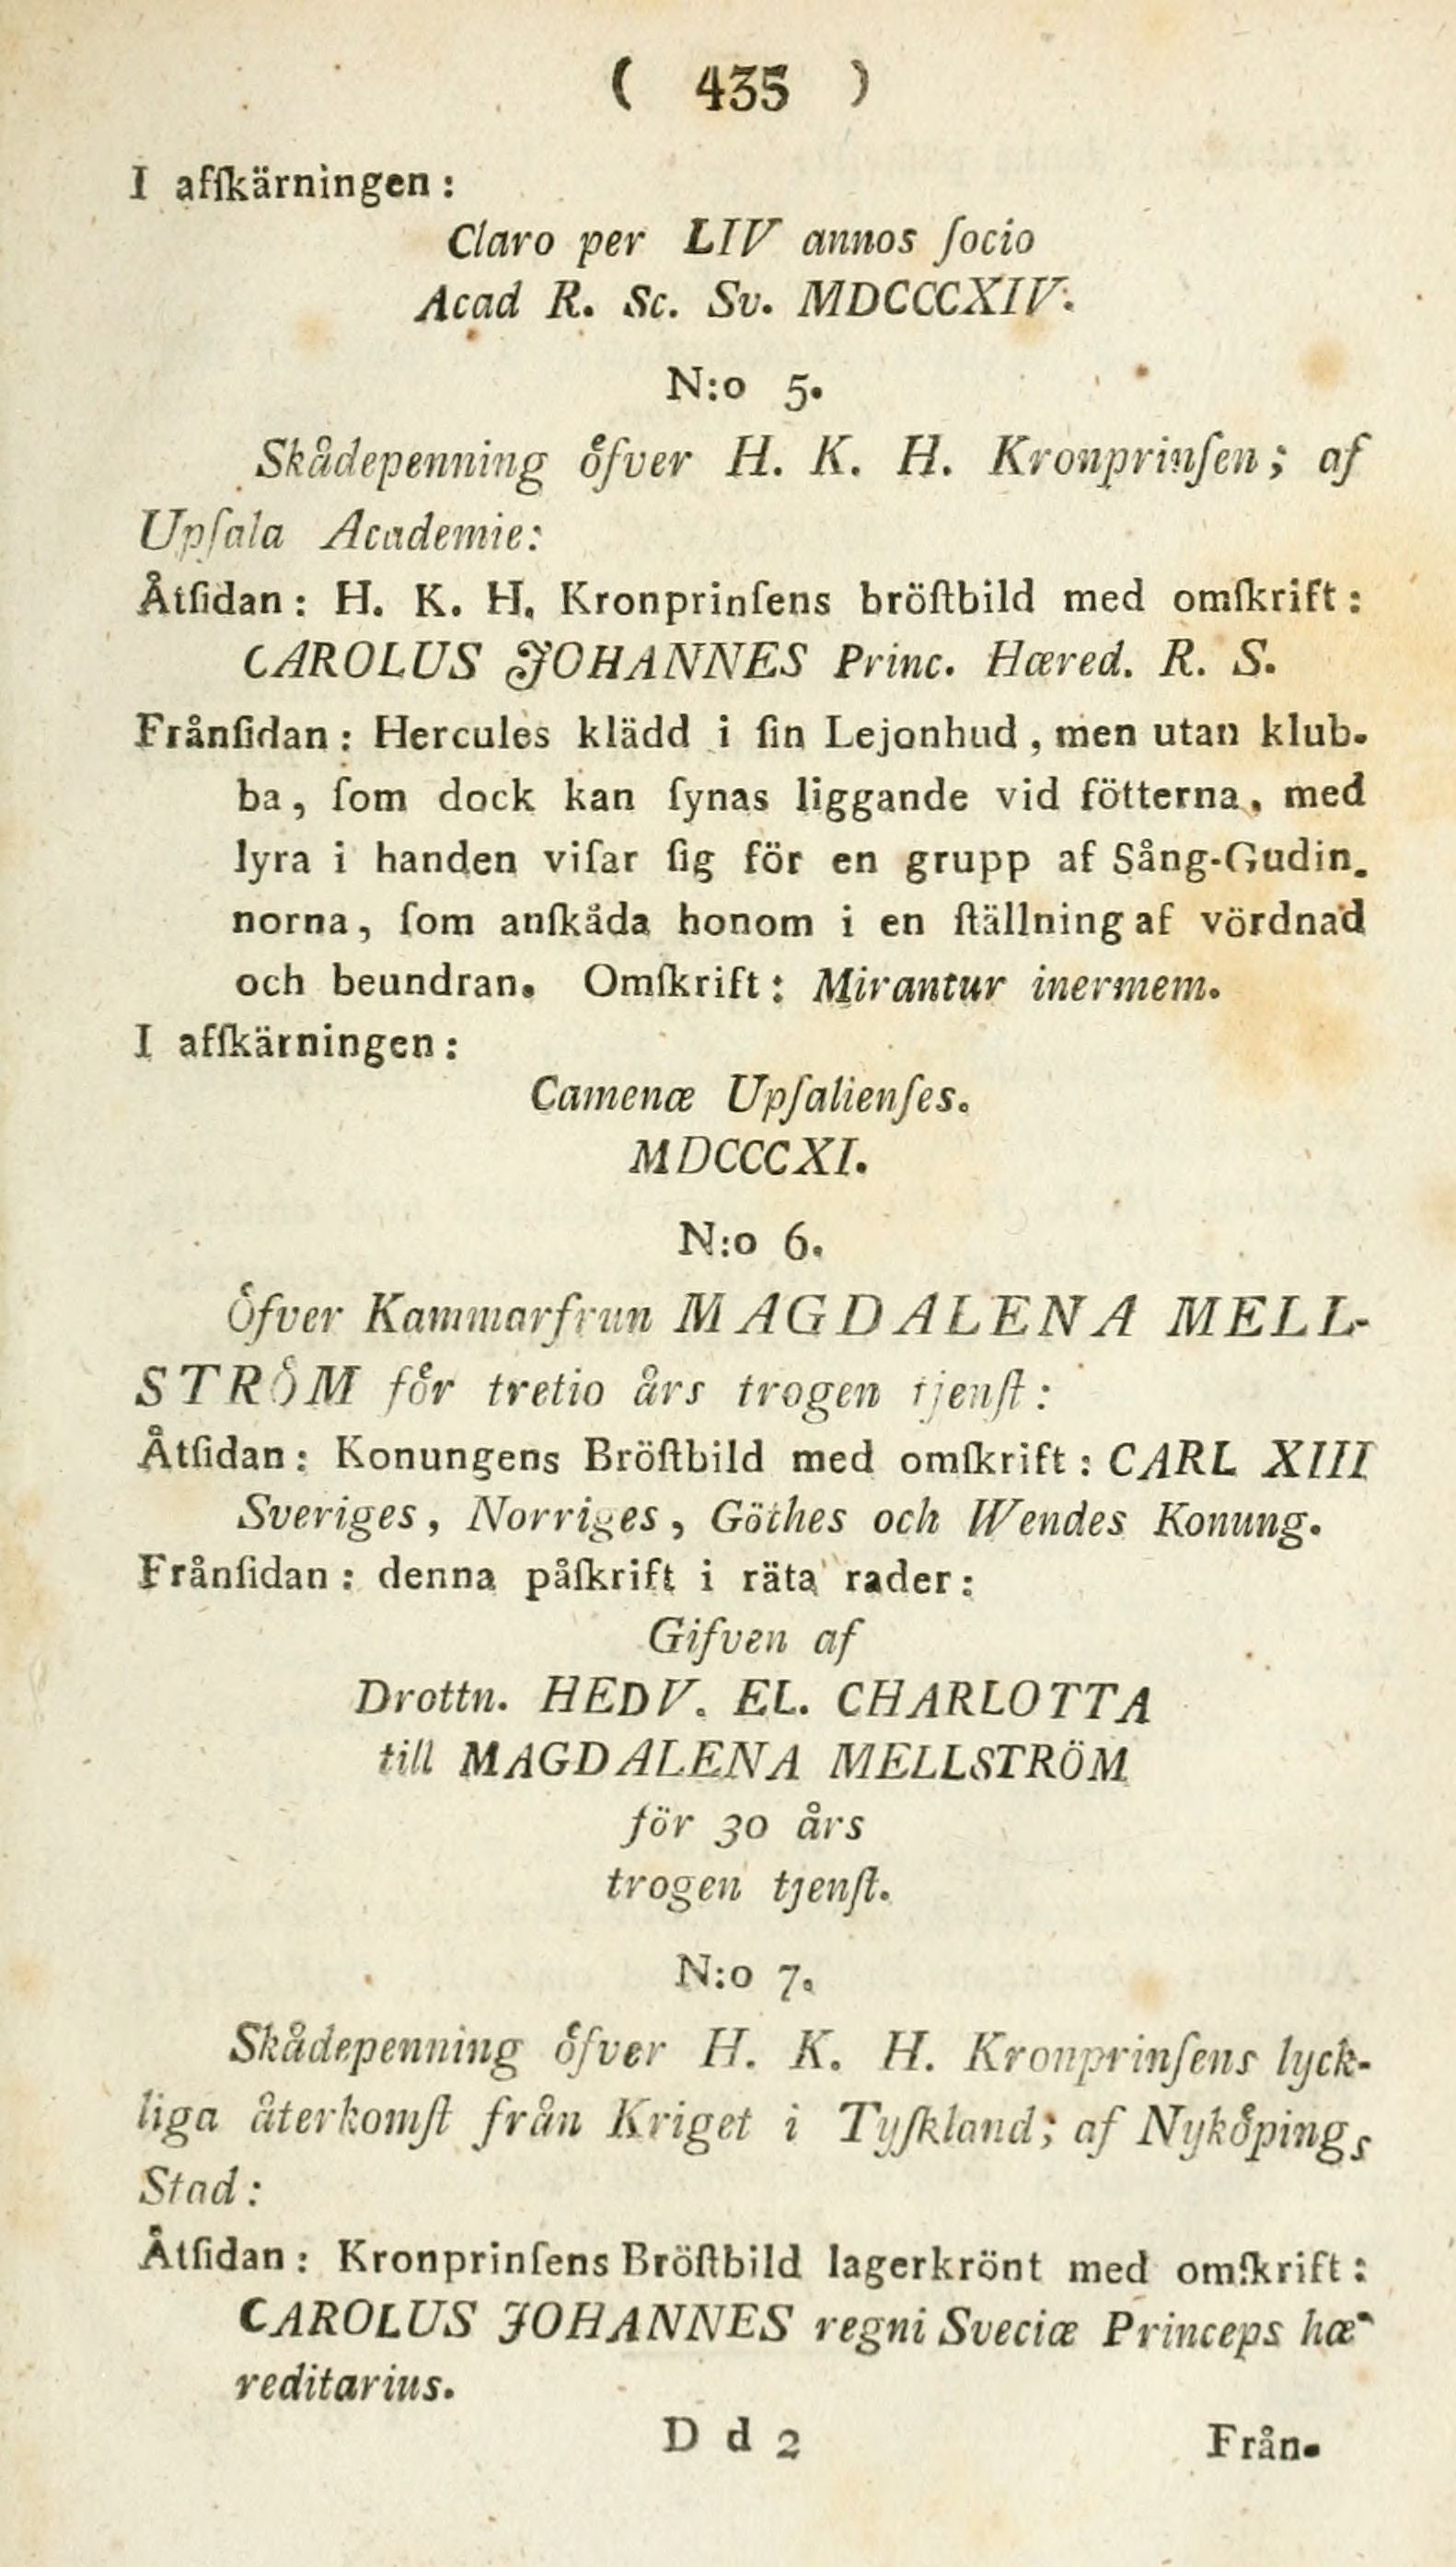 ( 435 )
I afſkärningen:
Claro per LIV annos ſocio
Acad R. Sc. Sv. MDCCCXIV.
N:o 5.
Skådepenning öfver H. K. H. Kronprinſen; af
Upſala Academie:
Åtſidan: H. K. H. Kronprinſens bröſtbild med omſkrift:
CAROLUS JOHANNES Princ. Hæred. R. S.
Frånſidan: Hercules klädd i ſin Lejonhud, men utan klub-
ba, ſom dock kan ſynas liggande vid fötterna, med
lyra i handen viſar ſig för en grupp af Sång-Gudin-
norna, ſom anſkåda honom i en ſtällning af vördnad
och beundran. Omſkrift: Mirantur inermem.
I afſkärningen:
Camenæ Upſalienſes.
MDCCCXI.
N:o 6.
Öfver Kammarfrun MAGDALENA MELL-
STRÖM för tretio års trogen tjenſt:
Åtſidan: Konungens Bröſtbild med omſkrift: CARL XIII
Sveriges, Norriges, Göthes och Wendes Konung.
Frånſidan: denna påſkrift i räta rader:
Gifven af
Drottn. HEDV. EL. CHARLOTTA
till MAGDALENA MELLSTRÖM
för 30 års
trogen tjenſt.
N:o 7.
Skådepenning öfver H. K. H. Kronprinſens lyck-
liga återkomſt från Kriget i Tyſkland; af Nyköpings
Stad:
Åtſidan: Kronprinſens Bröſtbild lagerkrönt med omſkrift:
CAROLUS JOHANNES regni Sveciæ Princeps hæ-
reditarius.
D d 2 Från-